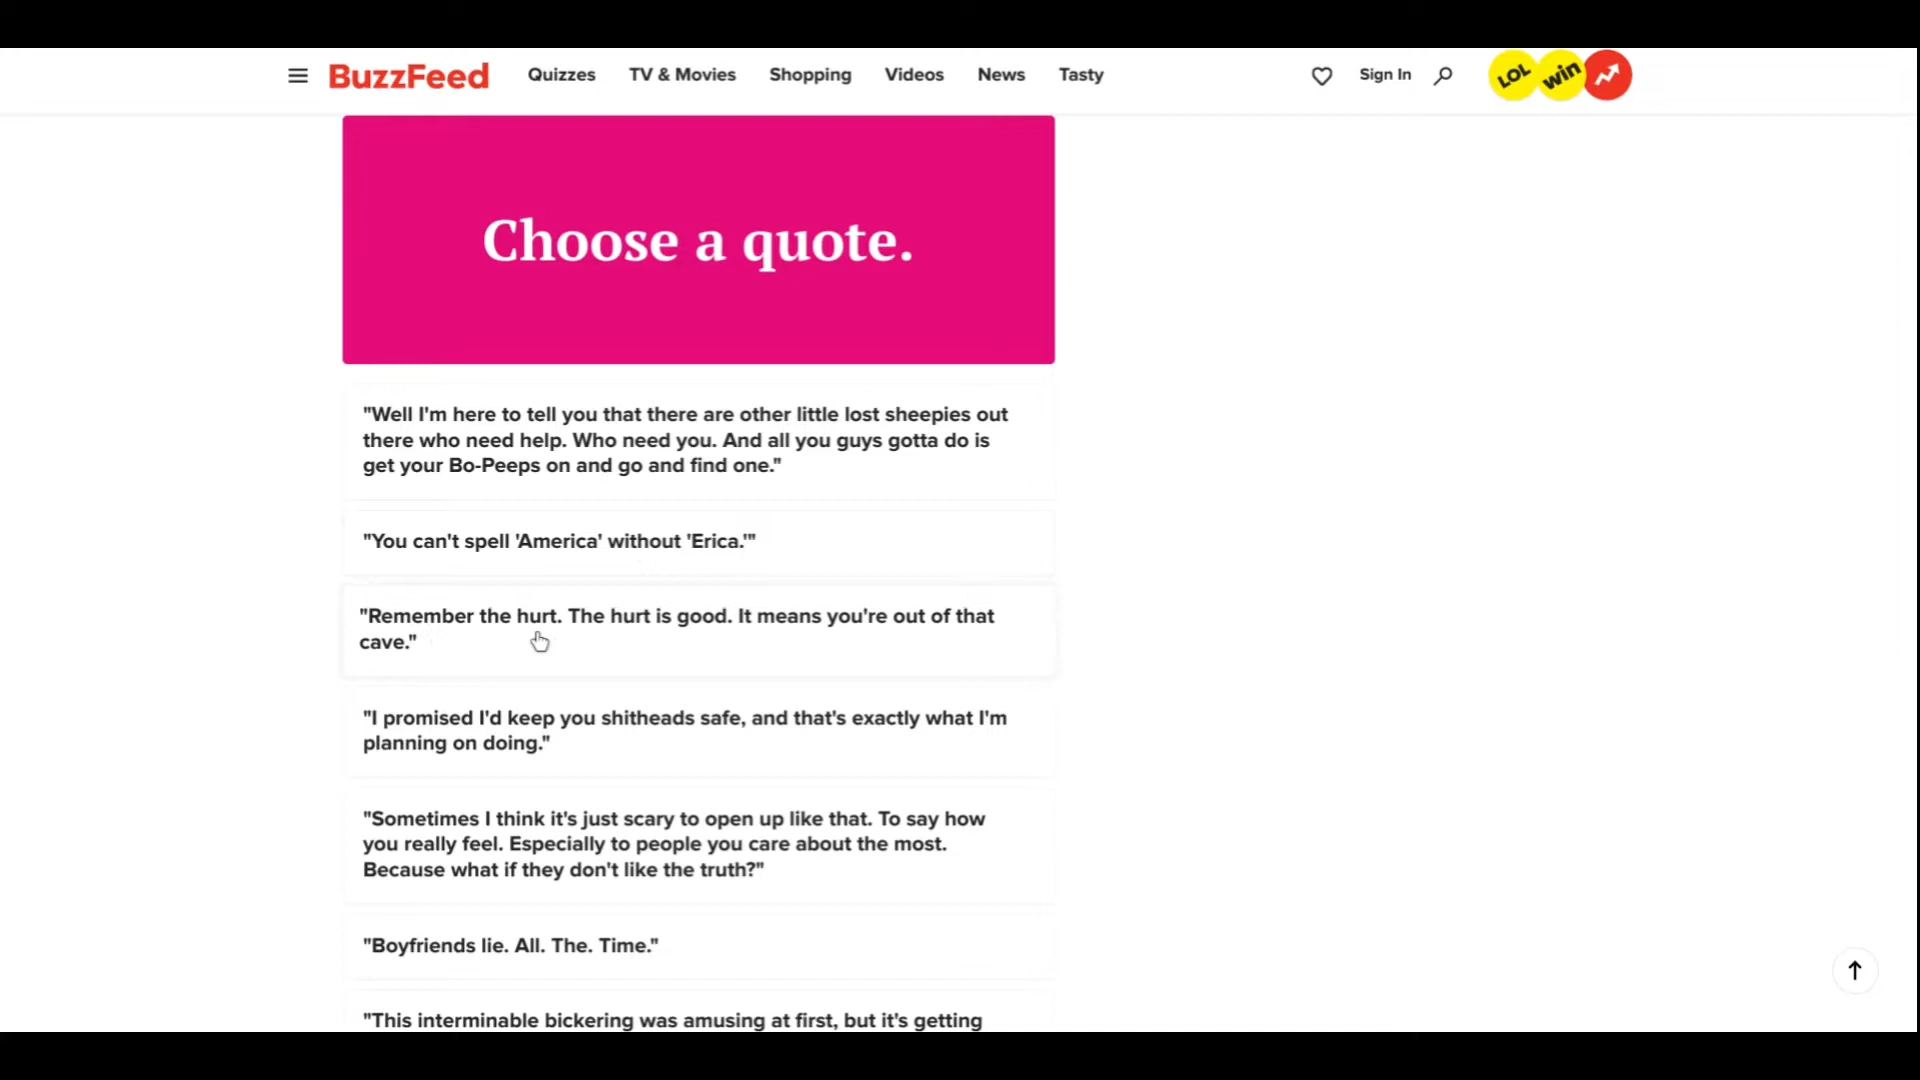 BuzzFeed Quizzes TV & Movies Shopping Videos News Tasty Sign In LOL win
Choose a quote.
"Well I'm here to tell you that there are other little lost sheepies out
there who need help. Who need you. And all you guys gotta do is
get your Bo-Peeps on and go and find one."
"You can't spell 'America' without 'Erica.'"
"Remember the hurt. The hurt is good. It means you're out of that
cave."
"I promised I'd keep you shitheads safe, and that's exactly what I'm
planning on doing."
"Sometimes I think it's just scary to open up like that. To say how
you really feel. Especially to people you care about the most.
Because what if they don't like the truth?"
"Boyfriends lie. All. The. Time."
"This interminable bickering was amusing at first, but it's getting